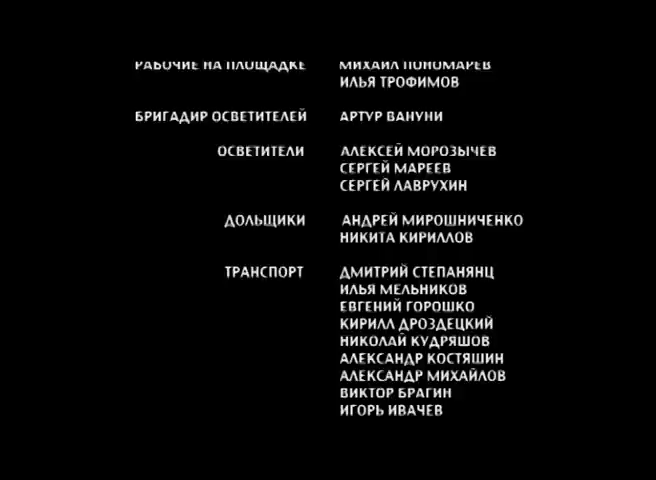 РАБОЧИЕ НА ПЛОЩАДКЕ МИХАИЛ ПОНОМАРЕВ
ИЛЬЯ ТРОФИМОВ
БРИГАДИР ОСВЕТИТЕЛЕЙ АРТУР ВАНУНИ
ОСВЕТИТЕЛИ АЛЕКСЕЙ МОРОЗЫЧЕВ
СЕРГЕЙ МАРЕЕВ
СЕРГЕЙ ЛАВРУХИН
ДОЛЬЩИКИ АНДРЕЙ МИРОШНИЧЕНКО
НИКИТА КИРИЛЛОВ
ТРАНСПОРТ ДМИТРИЙ СТЕПАНЯНЦ
ИЛЬЯ МЕЛЬНИКОВ
ЕВГЕНИЙ ГОРОШКО
КИРИЛЛ ДРОЗДЕЦКИЙ
НИКОЛАЙ КУДРЯШОВ
АЛЕКСАНДР КОСТЯШИН
АЛЕКСАНДР МИХАЙЛОВ
ВИКТОР БРАГИН
ИГОРЬ ИВАЧЕВ